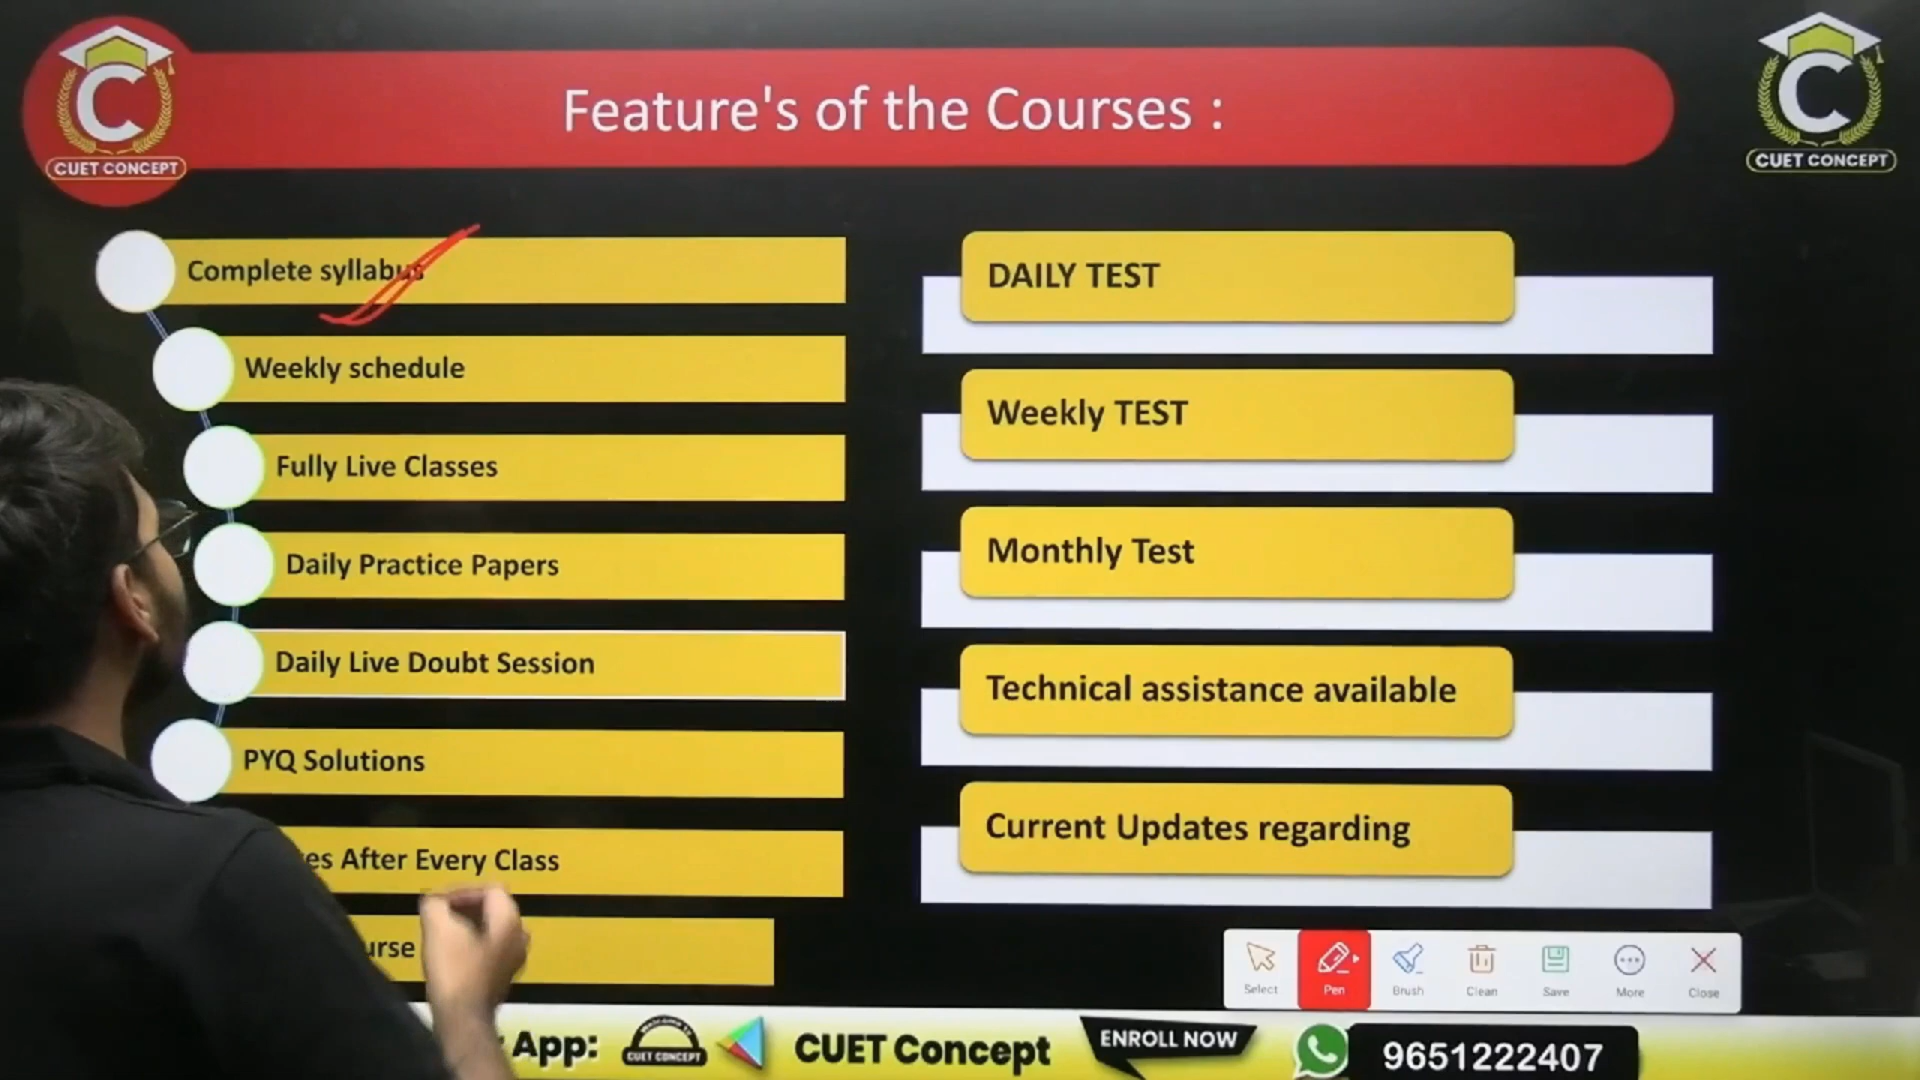 Feature's of the Courses :
CUET CONCEPT
CUET CONCEPT
Complete syllabus
Weekly schedule
Fully Live Classes
Daily Practice Papers
Daily Live Doubt Session
PYQ Solutions
After Every Class
DAILY TEST
Weekly TEST
Monthly Test
Technical assistance available
Current Updates regarding
Select Pen Brush Clean Save More Close
App: CUET CONCEPT CUET Concept ENROLL NOW 9651222407